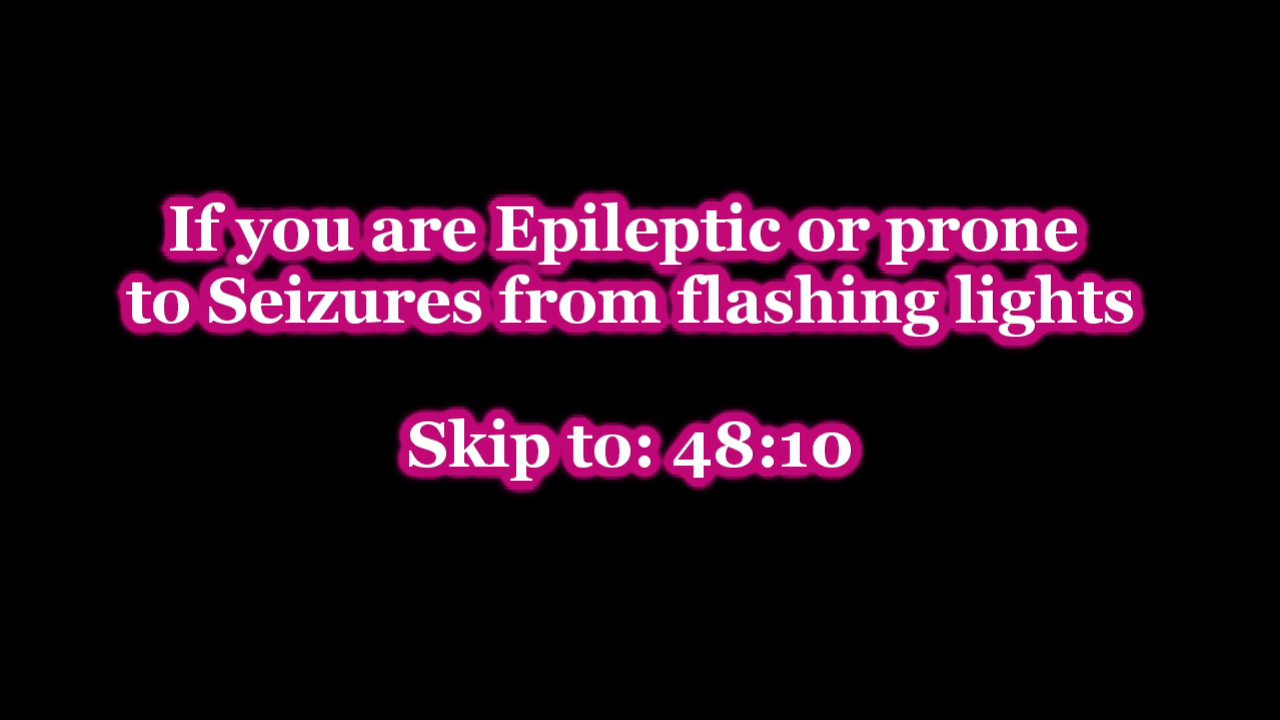 If you are Epileptic or prone
to Seizures from flashing lights
Skip to: 48:10